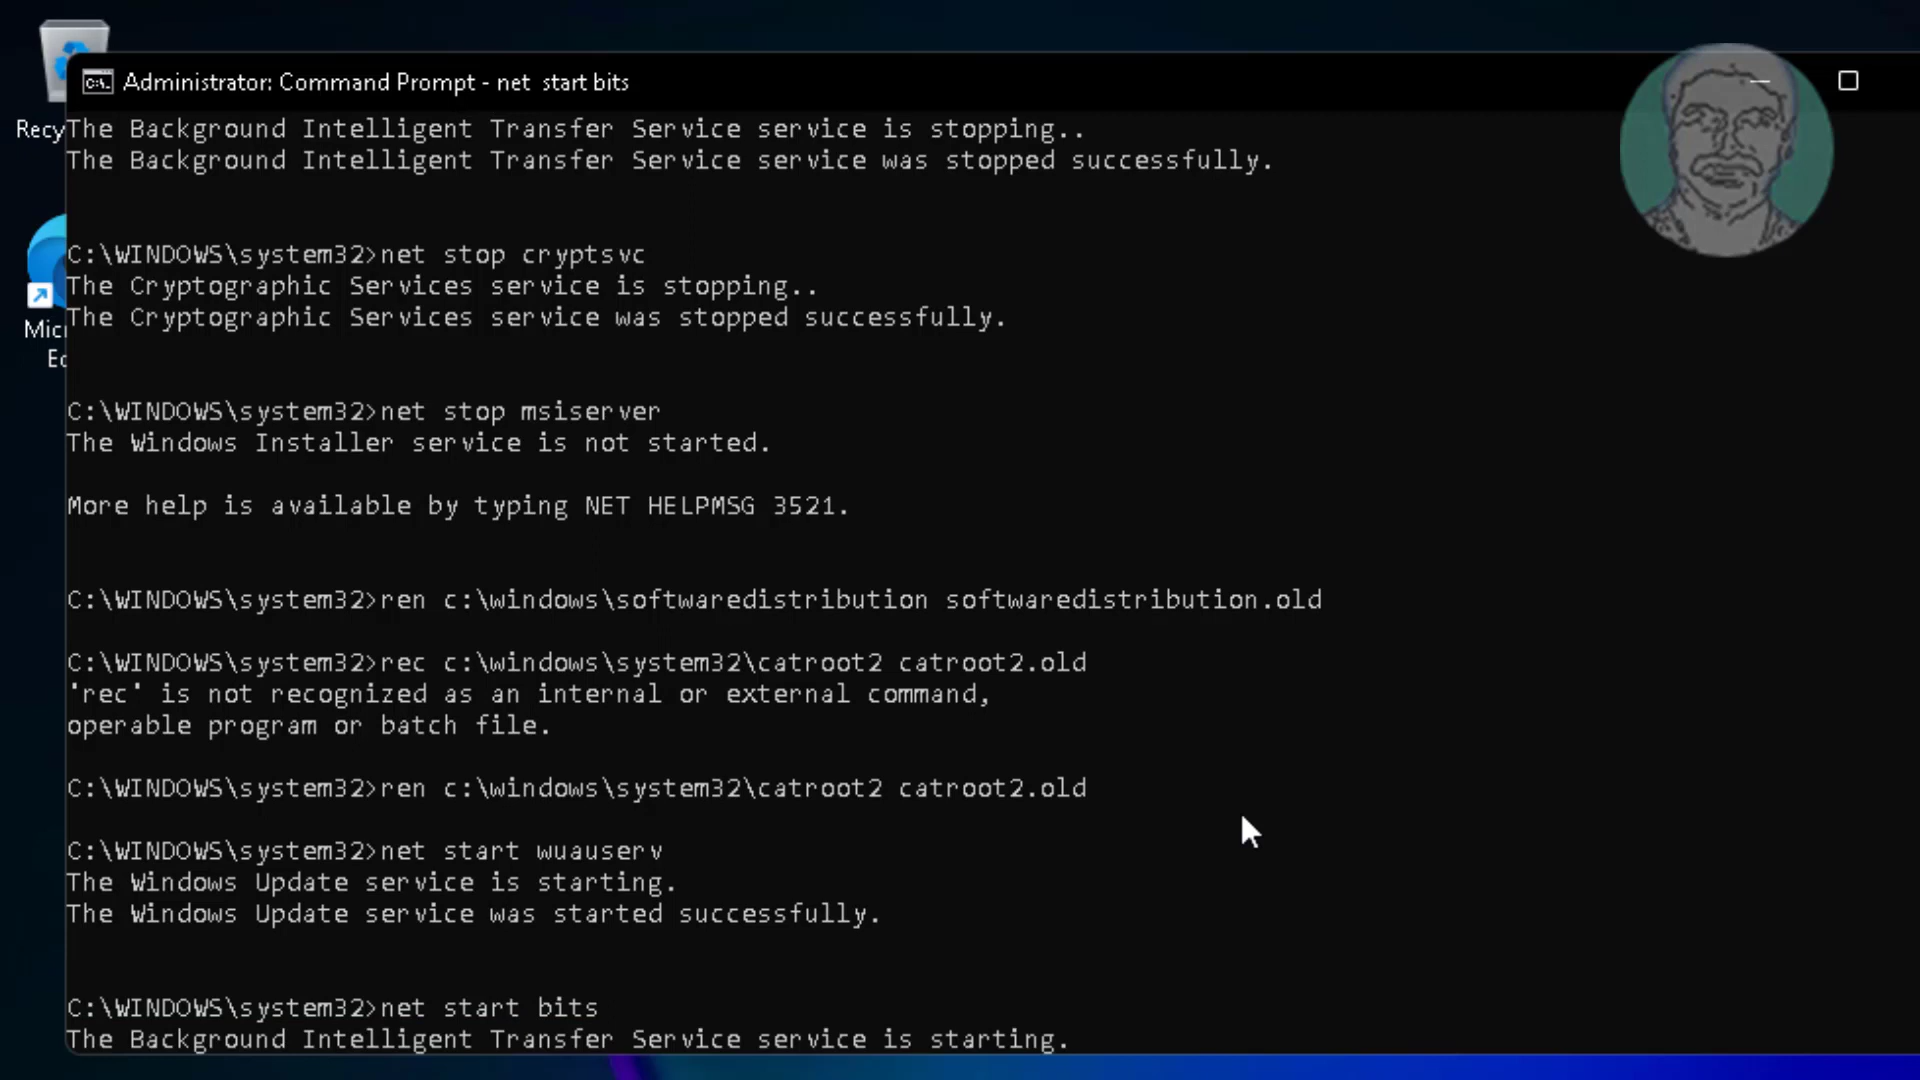 Administrator: Command Prompt - net  start bits
Recy
The Background Intelligent Transfer Service service is stopping..
The Background Intelligent Transfer Service service was stopped successfully.
C:\WINDOWS\system32>net stop cryptsvc
The Cryptographic Services service is stopping..
The Cryptographic Services service was stopped successfully.
Mic
Ed
C:\WINDOWS\system32>net stop msiserver
The Windows Installer service is not started.
More help is available by typing NET HELPMSG 3521.
C:\WINDOWS\system32>ren c:\windows\softwaredistribution softwaredistribution.old
C:\WINDOWS\system32>rec c:\windows\system32\catroot2 catroot2.old
'rec' is not recognized as an internal or external command,
operable program or batch file.
C:\WINDOWS\system32>ren c:\windows\system32\catroot2 catroot2.old
C:\WINDOWS\system32>net start wuauserv
The Windows Update service is starting.
The Windows Update service was started successfully.
C:\WINDOWS\system32>net start bits
The Background Intelligent Transfer Service service is starting.